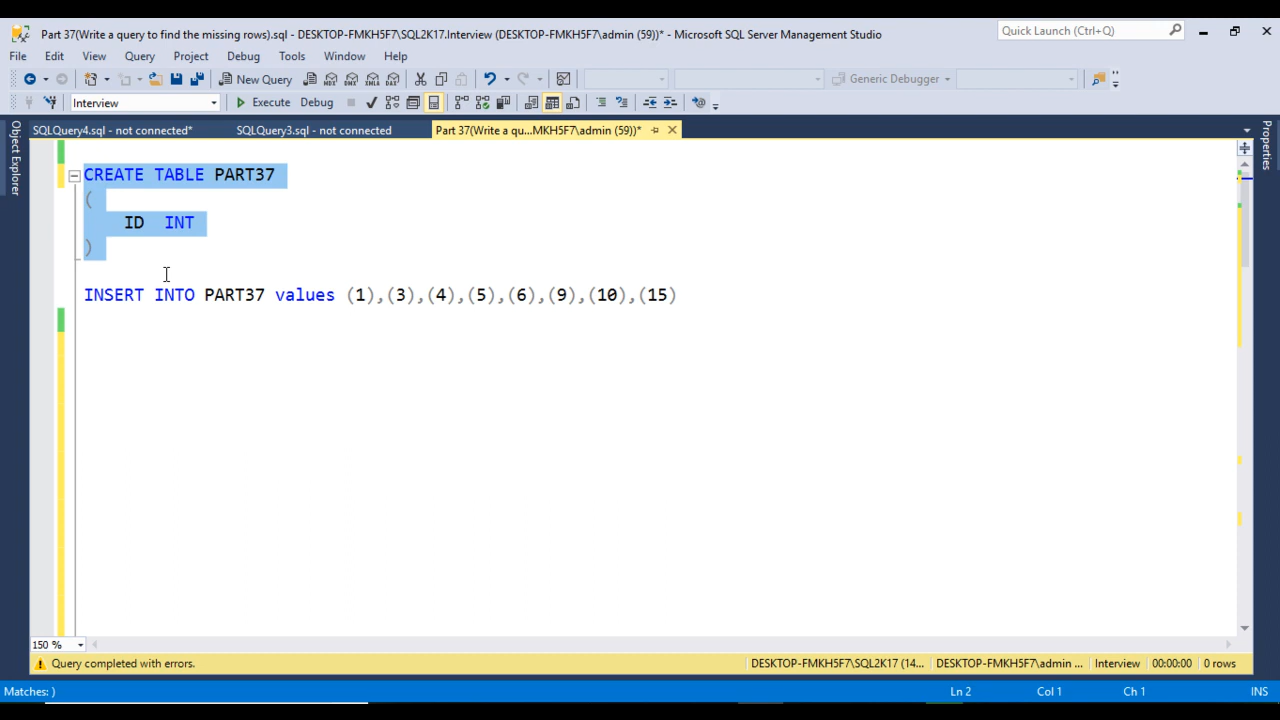 Part 37(Write a query to find the missing rows).sql - DESKTOP-FMKH5F7\SQL2K17.Interview (DESKTOP-FMKH5F7\admin (59))* - Microsoft SQL Server Management Studio
Quick Launch (Ctrl+Q)
File Edit View Query Project Debug Tools Window Help
New Query
Generic Debugger
Interview
Execute Debug
SQLQuery4.sql - not connected*
SQLQuery3.sql - not connected
Part 37(Write a qu...MKH5F7\admin (59))*
Object Explorer
Properties
CREATE TABLE PART37
(
ID INT
)
INSERT INTO PART37 values (1),(3),(4),(5),(6),(9),(10),(15)
150 %
Query completed with errors.
DESKTOP-FMKH5F7\SQL2K17 (14...
DESKTOP-FMKH5F7\admin ...
Interview
00:00:00
0 rows
Matches: )
Ln 2
Col 1
Ch 1
INS